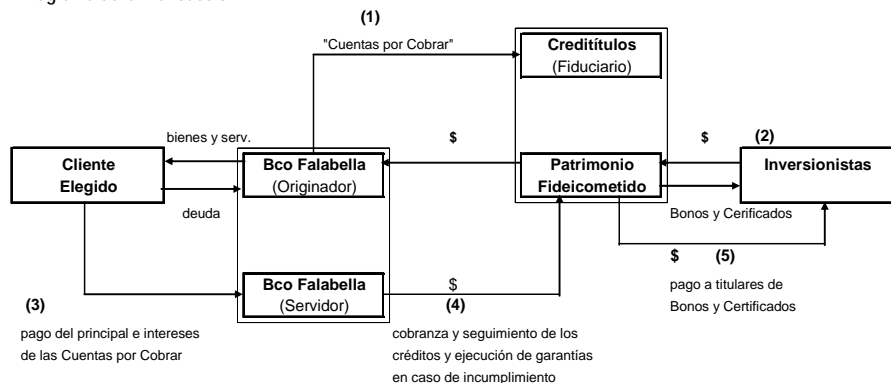 (1)
"Cuentas por Cobrar"
Creditítulos
(Fiduciario)
bienes y serv.
$
$
(2)
Cliente
Elegido
Bco Falabella
(Originador)
Patrimonio
Fideicometido
Inversionistas
deuda
Bonos y Cerificados
$
(5)
pago a titulares de
Bonos y Certificados
Bco Falabella
(Servidor)
$
(4)
(3)
pago del principal e intereses
de las Cuentas por Cobrar
cobranza y seguimiento de los
créditos y ejecución de garantías
en caso de incumplimiento